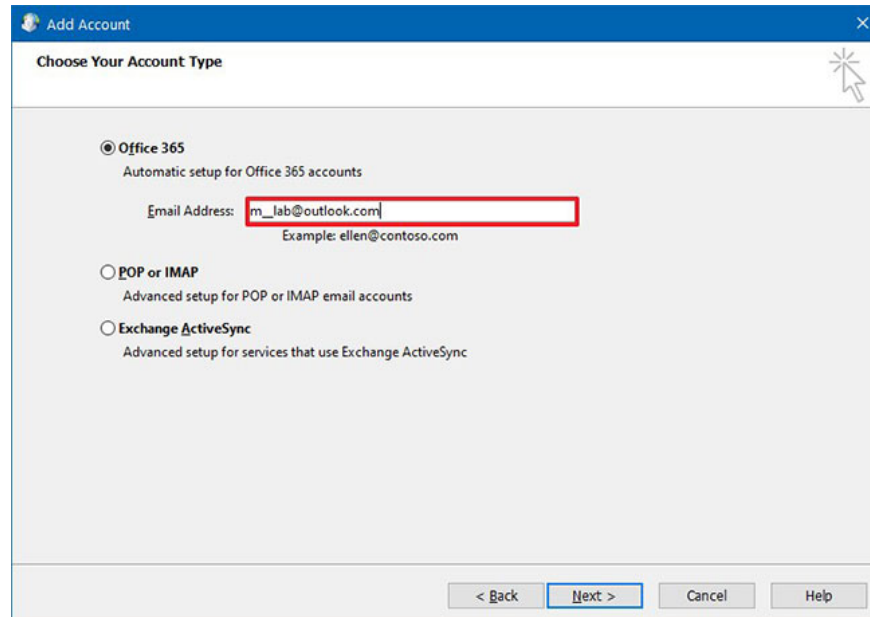 Add Account
Choose Your Account Type
Office 365
Automatic setup for Office 365 accounts
Email Address: m__lab@outlook.com
Example: ellen@contoso.com
POP or IMAP
Advanced setup for POP or IMAP email accounts
Exchange ActiveSync
Advanced setup for services that use Exchange ActiveSync
< Back Next > Cancel Help